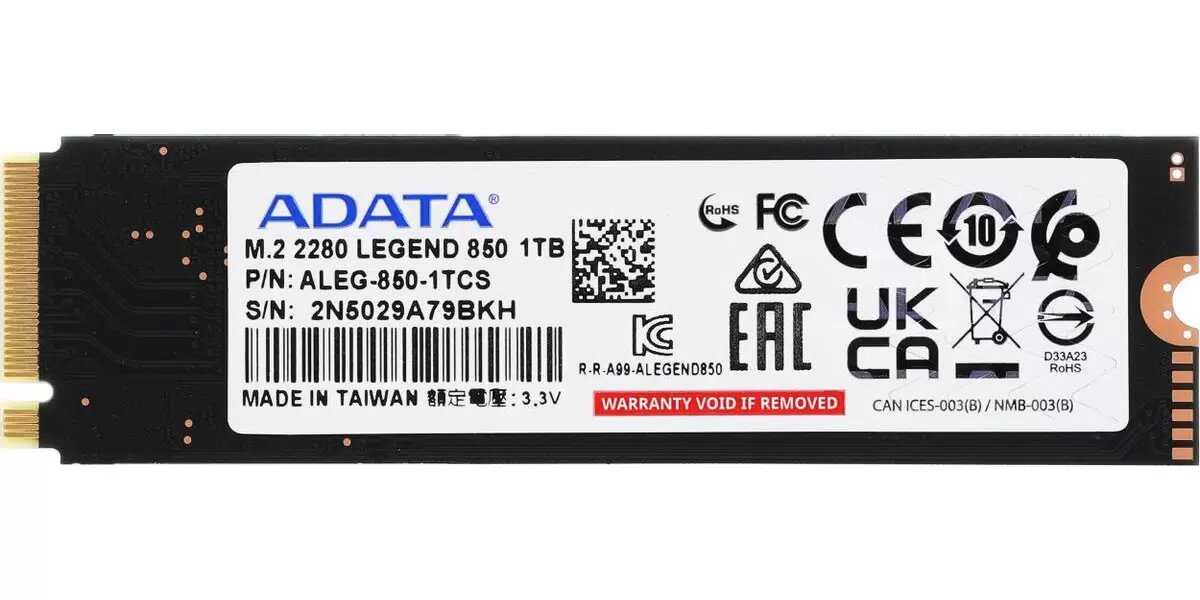 ADATA®
M.2 2280 LEGEND 850 1TB
P/N: ALEG-850-1TCS
S/N: 2N5029A79BKH
MADE IN TAIWAN 額定電壓: 3.3V
R-R-A99-ALEGEND850
RoHS
FC
CE
10
EAC
UK
CA
D33A23
RoHS
WARRANTY VOID IF REMOVED
CAN ICES-003(B) / NMB-003(B)